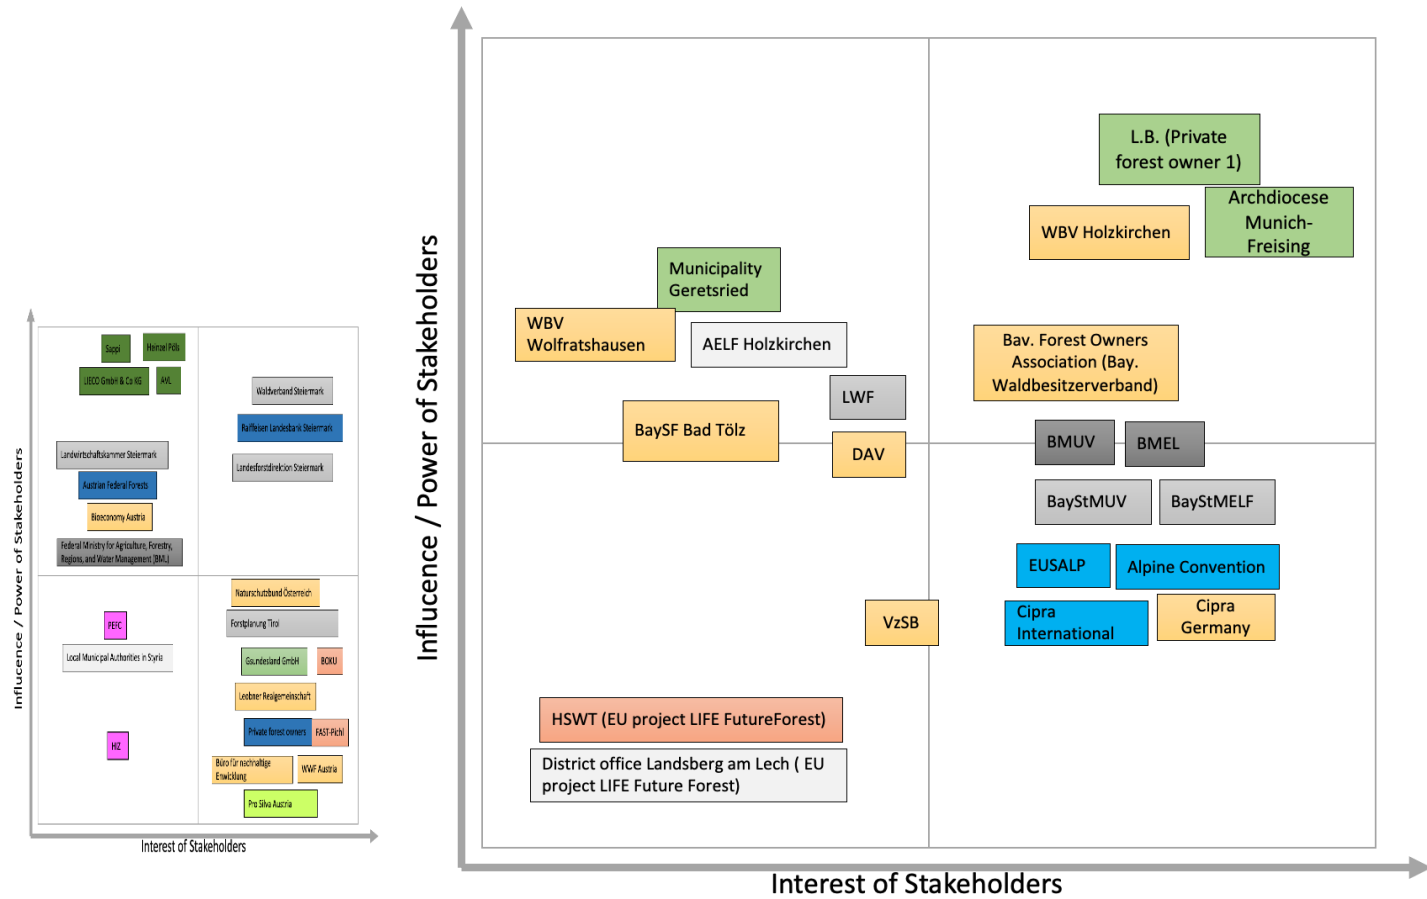 Influcence / Power of Stakeholders
Sappi
Heinzel Pöls
LIECO GmbH & Co KG
AVL
Waldverband Steiermark
Raiffeisen Landesbank Steiermark
Landwirtschaftskammer Steiermark
Landesforstdirektion Steiermark
Austrian Federal Forests
Bioeconomy Austria
Federal Ministry for Agriculture, Forestry,
Regions, and Water Management (BML)
Naturschutzbund Österreich
PEFC
Forstplanung Tirol
Local Municipal Authorities in Styria
Gsundesland GmbH
BOKU
Leobner Realgemeinschaft
HIZ
Private forest owners
FAST-Pichl
Büro für nachhaltige
Enwicklung
WWF Austria
Pro Silva Austria
Interest of Stakeholders
Influcence / Power of Stakeholders
L.B. (Private
forest owner 1)
Archdiocese
Munich-
Freising
WBV Holzkirchen
Municipality
Geretsried
WBV
Wolfratshausen
AELF Holzkirchen
Bav. Forest Owners
Association (Bay.
Waldbesitzerverband)
LWF
BaySF Bad Tölz
DAV
BMUV
BMEL
BayStMUV
BayStMELF
EUSALP
Alpine Convention
VzSB
Cipra
International
Cipra
Germany
HSWT (EU project LIFE FutureForest)
District office Landsberg am Lech ( EU
project LIFE Future Forest)
Interest of Stakeholders